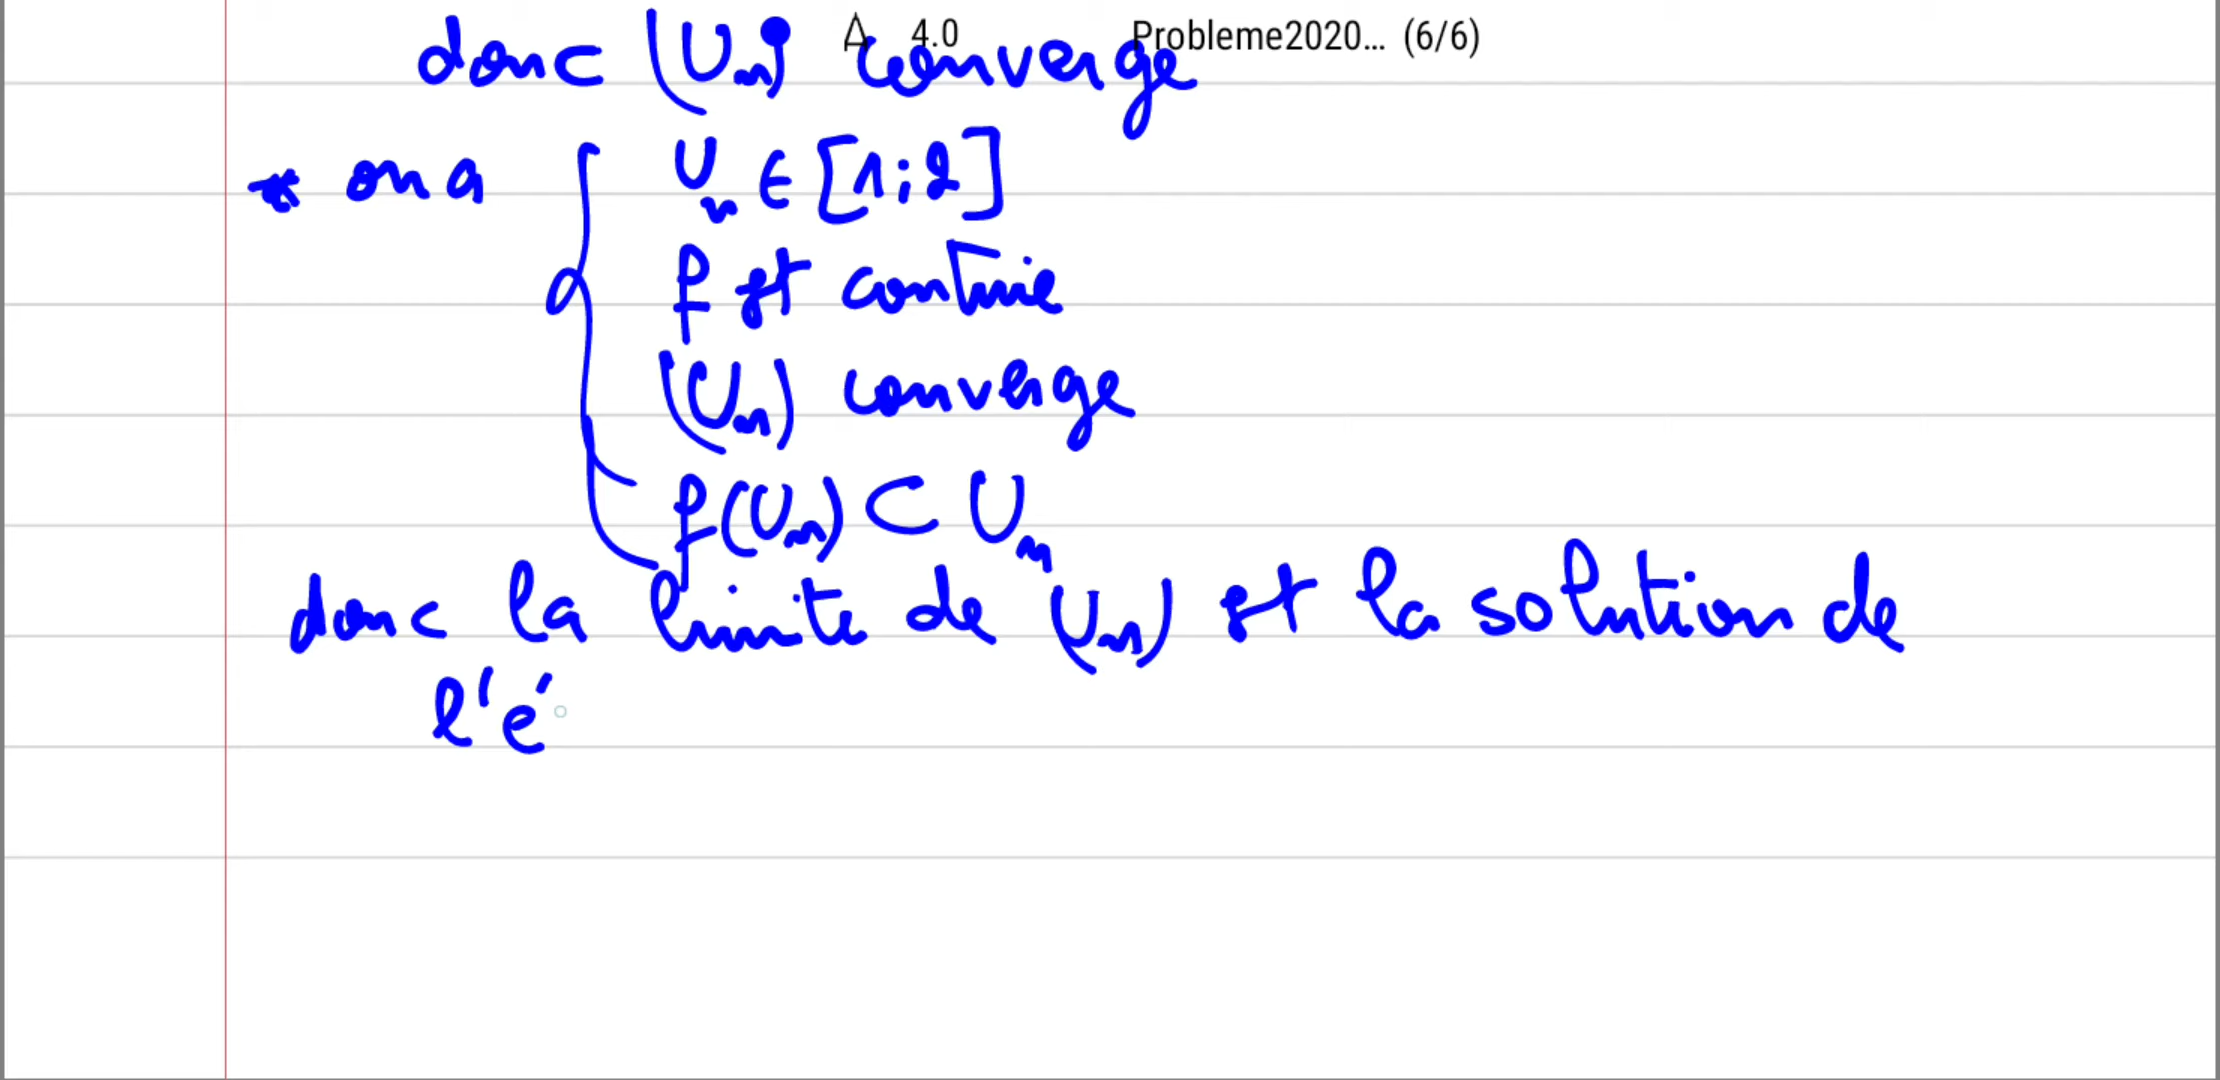 4.0 Probleme2020... (6/6)
donc (Un) converge
* on a Un ∈ [1;2]
f est continue
(Un) converge
f(Un) ⊂ Un
donc la limite de (Un) est la solution de
l'é